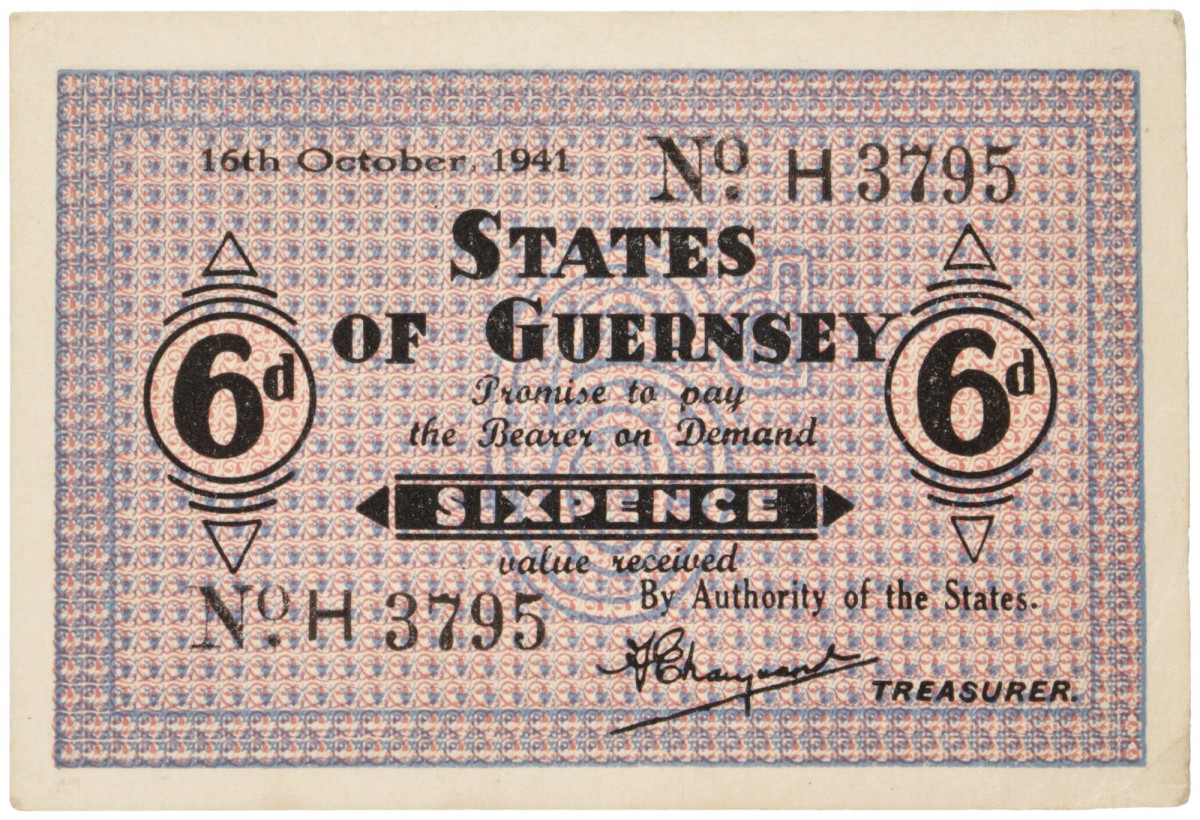 16th October, 1941
No. H 3795
STATES
OF GUERNSEY
6d
6d
6d
Promise to pay
the Bearer on Demand
SIXPENCE
value received
By Authority of the States.
No. H 3795
TREASURER.